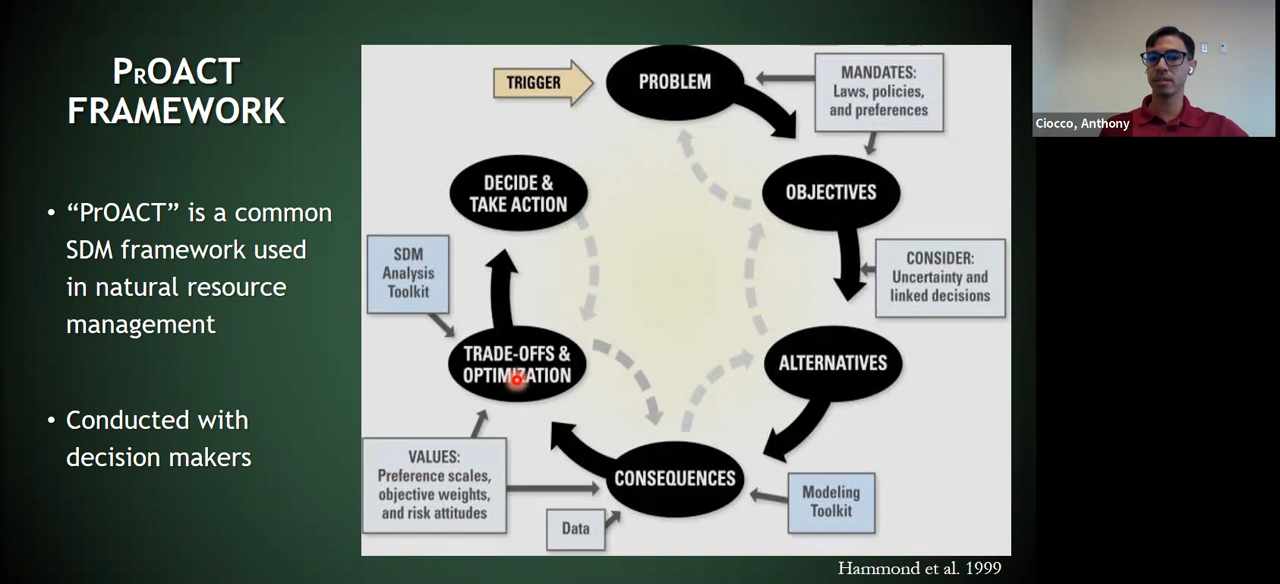 PrOACT
FRAMEWORK
• “PrOACT” is a common
SDM framework used
in natural resource
management
• Conducted with
decision makers
TRIGGER
PROBLEM
MANDATES:
Laws, policies,
and preferences
DECIDE &
TAKE ACTION
OBJECTIVES
SDM
Analysis
Toolkit
CONSIDER:
Uncertainty and
linked decisions
TRADE-OFFS &
OPTIMIZATION
ALTERNATIVES
VALUES:
Preference scales,
objective weights,
and risk attitudes
CONSEQUENCES
Modeling
Toolkit
Data
Hammond et al. 1999
Ciocco, Anthony